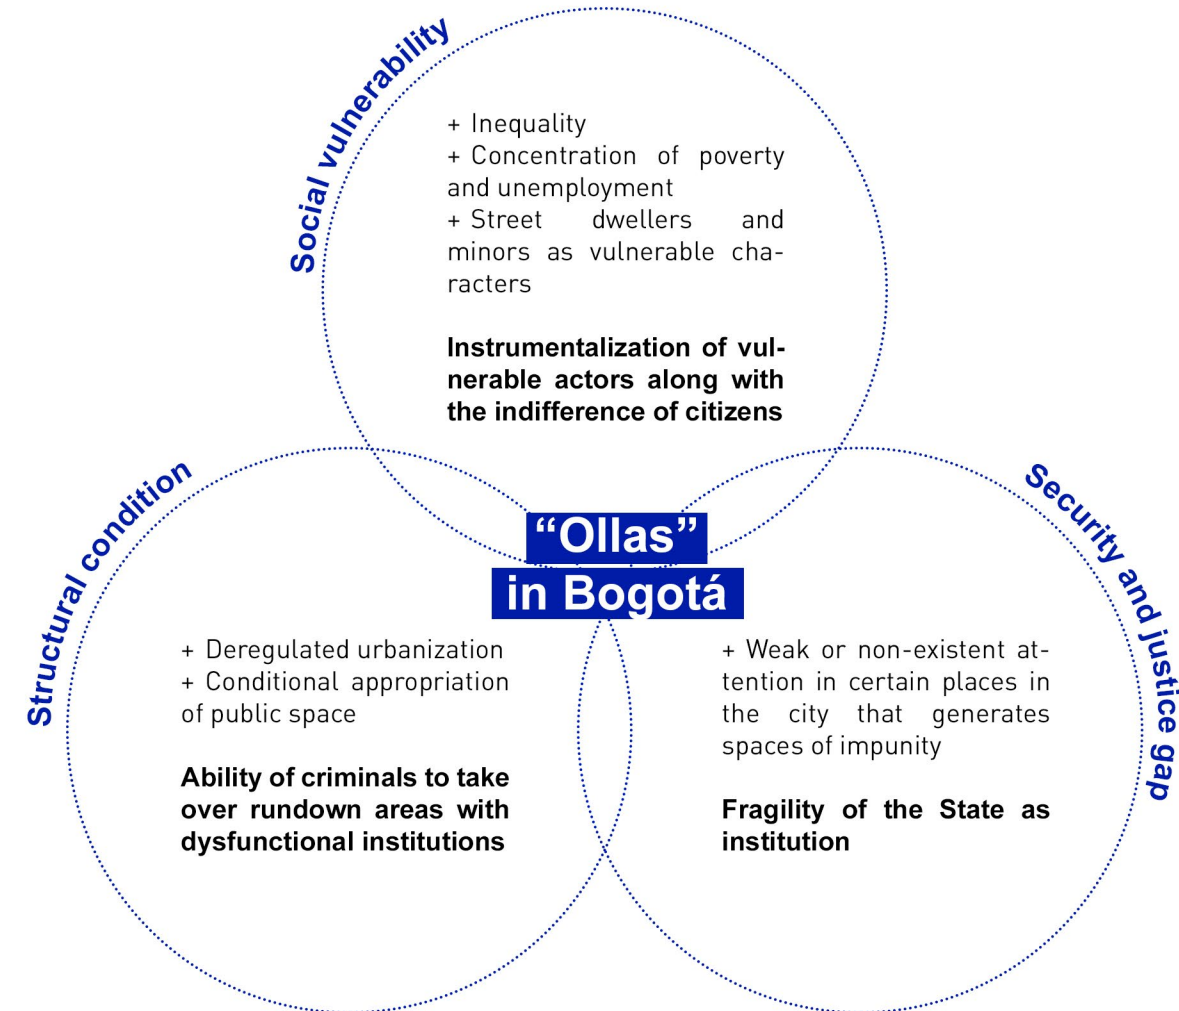 Social vulnerability
+ Inequality
+ Concentration of poverty
and unemployment
+ Street dwellers and
minors as vulnerable cha-
racters
Instrumentalization of vul-
nerable actors along with
the indifference of citizens
“Ollas”
in Bogotá
Structural condition
+ Deregulated urbanization
+ Conditional appropriation
of public space
Ability of criminals to take
over rundown areas with
dysfunctional institutions
Security and justice gap
+ Weak or non-existent at-
tention in certain places in
the city that generates
spaces of impunity
Fragility of the State as
institution